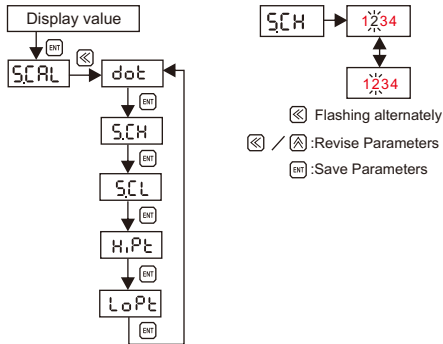 Display value
ENT
S.CAL
dot
ENT
S.CH
ENT
S.CL
ENT
Hi.Pt
ENT
LoPt
ENT
S.CH
1234
1234
Flashing alternately
／ :Revise Parameters
ENT :Save Parameters